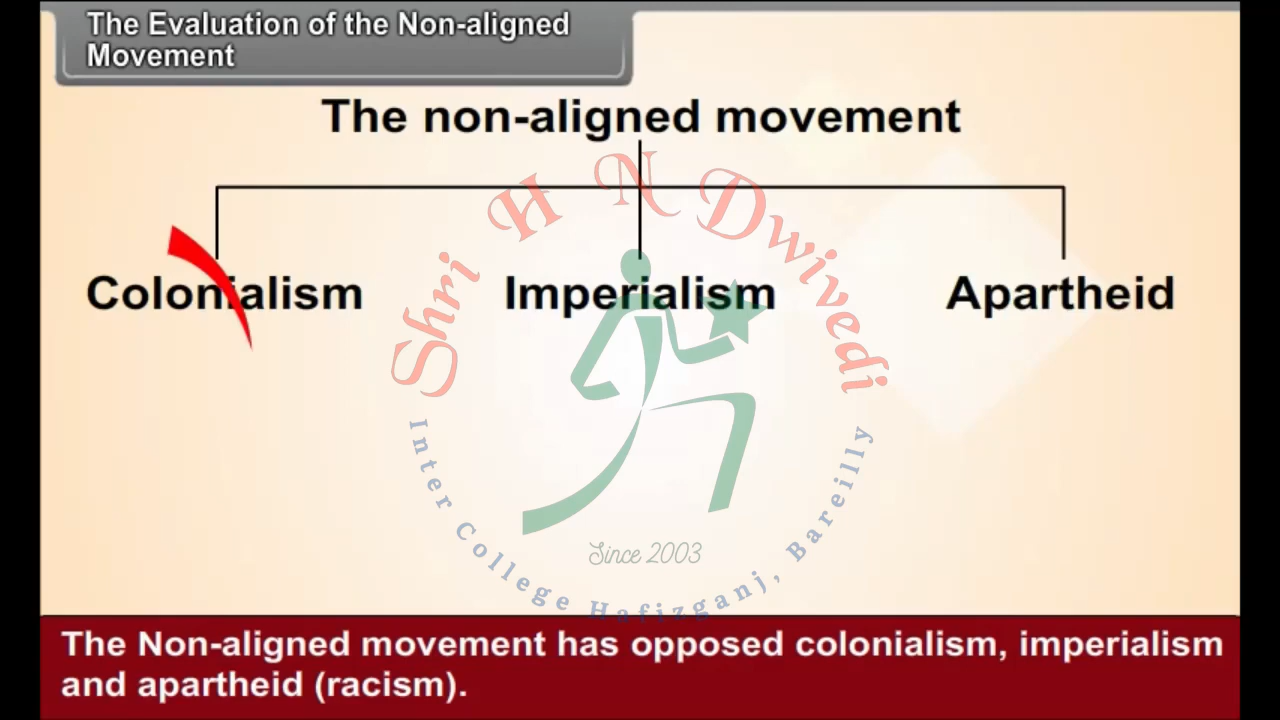 The Evaluation of the Non-aligned
Movement
The non-aligned movement
Colonialism Imperialism Apartheid
Shri H N Dwivedi
Inter College Hafizganj, Bareilly
Since 2003
The Non-aligned movement has opposed colonialism, imperialism
and apartheid (racism).